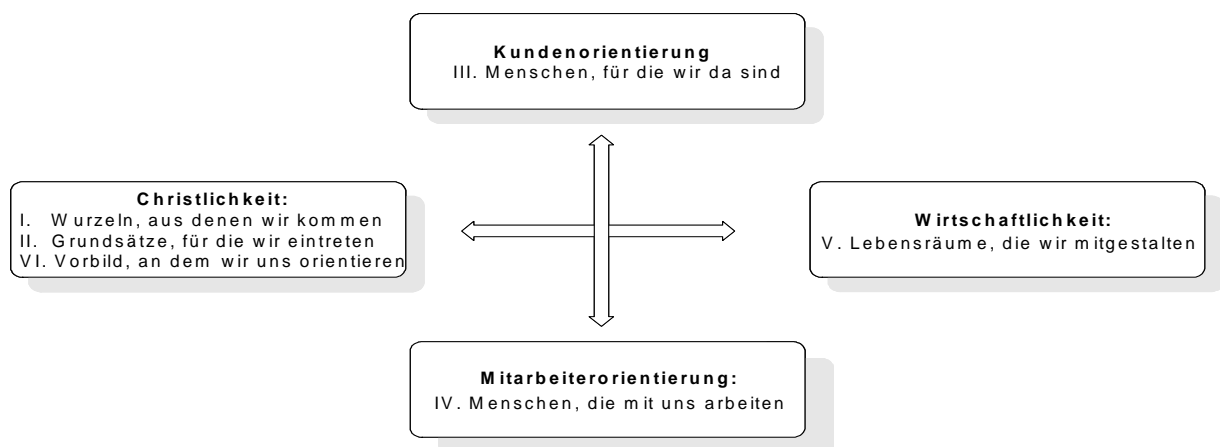 Kundenorientierung
III. Menschen, für die wir da sind
Christlichkeit:
I. Wurzeln, aus denen wir kommen
II. Grundsätze, für die wir eintreten
VI. Vorbild, an dem wir uns orientieren
Wirtschaftlichkeit:
V. Lebensräume, die wir mitgestalten
Mitarbeiterorientierung:
IV. Menschen, die mit uns arbeiten